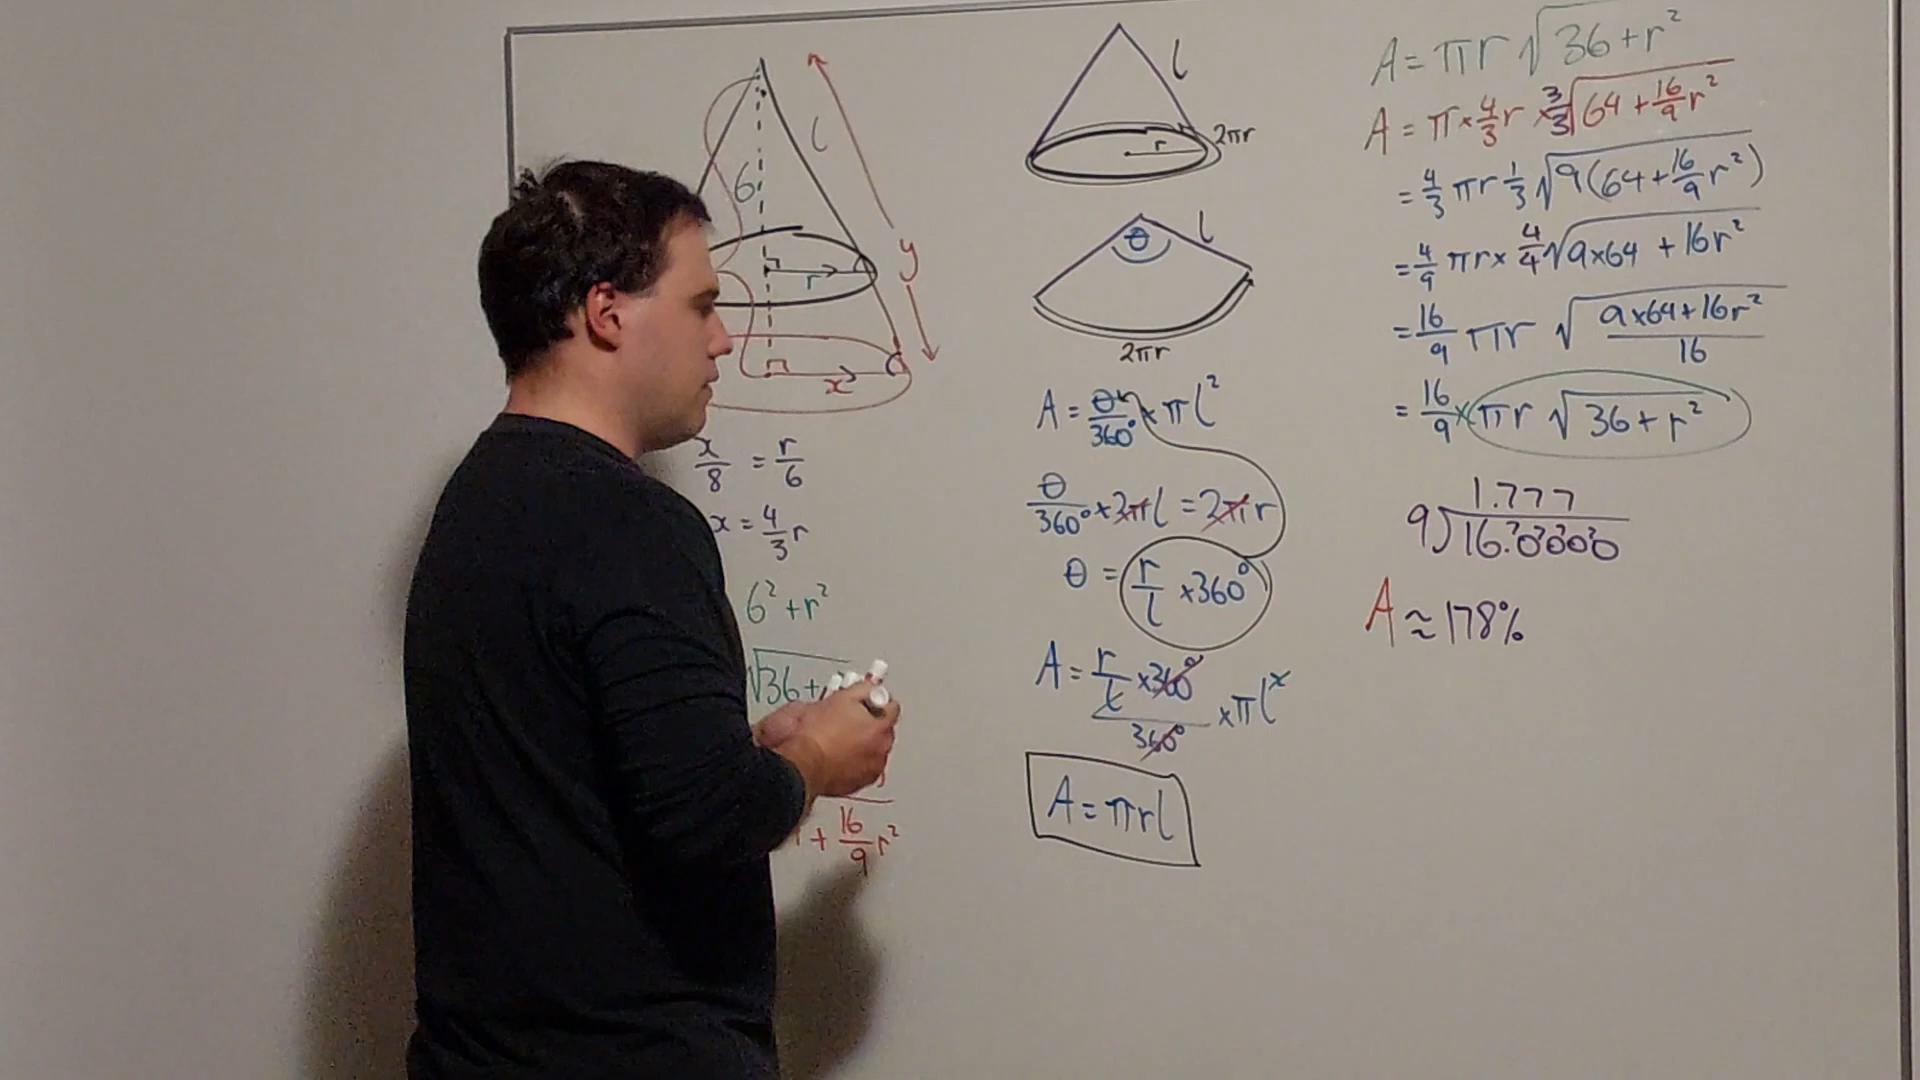 l
6
r
y
x
x/8 = r/6
x = 4/3 r
6² + r²
√36+
+ 16/9 r²
l
r
2πr
θ
l
2πr
A = θ/360° × πl²
θ/360° × 2πl = 2πr
θ = r/l × 360°
A = r/l × 360° / 360° × πl²
A = πrl
A = πr √36 + r²
A = π × 4/3 r × 3/3 √64 + 16/9 r²
= 4/3 πr 1/3 √9(64 + 16/9 r²)
= 4/9 πr × 4/4 √9×64 + 16r²
= 16/9 πr √9×64+16r² / 16
= 16/9 × πr √36 + r²
1.777
9)16.0000
A ≈ 178%